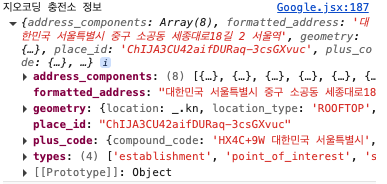 지오코딩 충전소 정보 Google.jsx:187
{address_components: Array(8), formatted_address: '대
한민국 서울특별시 중구 소공동 세종대로18길 2 서울역', geometry:
{…}, place_id: 'ChIJA3CU42aifDURaq-3csGXvuc', plus_co
de: {…}, …} i
address_components: (8) [{…}, {…}, {…}, {…}, {…},
formatted_address: "대한민국 서울특별시 중구 소공동 세종대로
geometry: {location: _.kn, location_type: 'ROOFTOP',
place_id: "ChIJA3CU42aifDURaq-3csGXvuc"
plus_code: {compound_code: 'HX4C+9W 대한민국 서울특별시',
types: (4) ['establishment', 'point_of_interest', 's
[[Prototype]]: Object